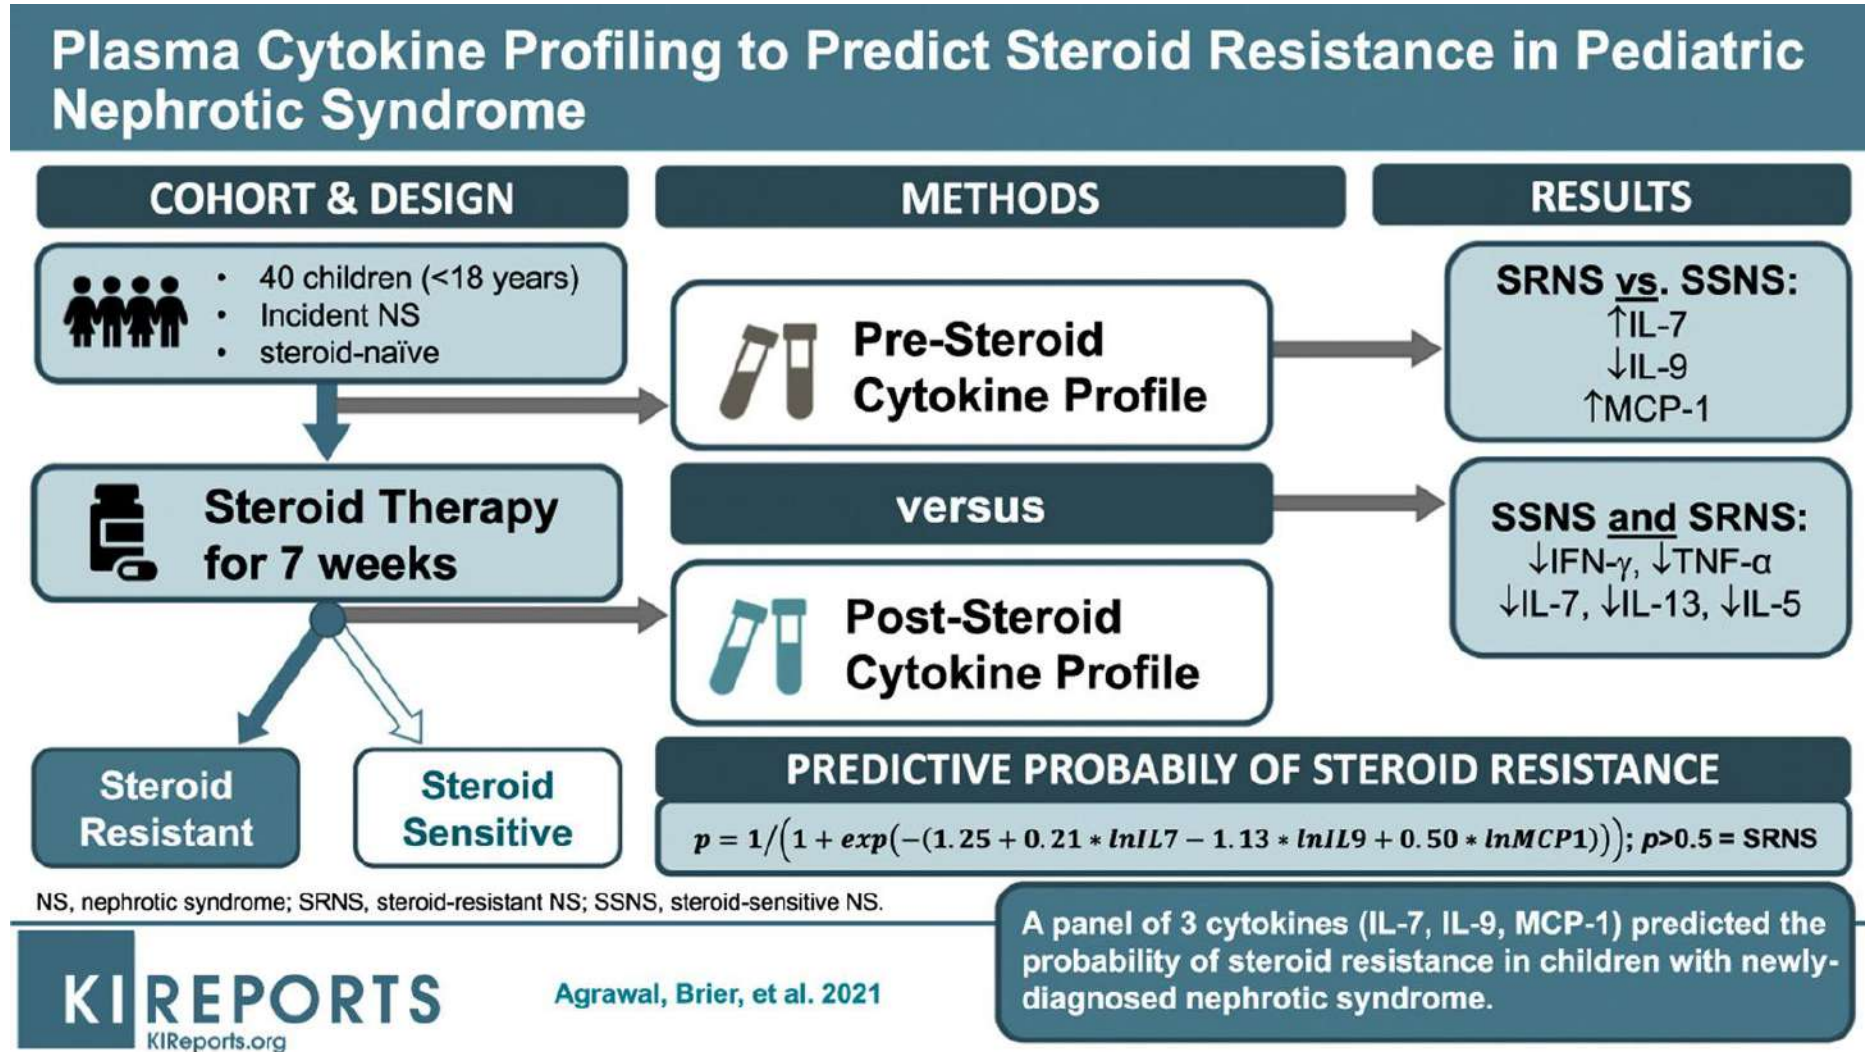 Plasma Cytokine Profiling to Predict Steroid Resistance in Pediatric
Nephrotic Syndrome
COHORT & DESIGN
• 40 children (<18 years)
• Incident NS
• steroid-naïve
Steroid Therapy
for 7 weeks
Steroid
Resistant
Steroid
Sensitive
METHODS
Pre-Steroid
Cytokine Profile
versus
Post-Steroid
Cytokine Profile
RESULTS
SRNS vs. SSNS:
↑IL-7
↓IL-9
↑MCP-1
SSNS and SRNS:
↓IFN-γ, ↓TNF-α
↓IL-7, ↓IL-13, ↓IL-5
PREDICTIVE PROBABILY OF STEROID RESISTANCE
p = 1/(1 + exp(−(1.25 + 0.21 * lnIL7 − 1.13 * lnIL9 + 0.50 * lnMCP1))); p>0.5 = SRNS
NS, nephrotic syndrome; SRNS, steroid-resistant NS; SSNS, steroid-sensitive NS.
KI REPORTS
KIReports.org
Agrawal, Brier, et al. 2021
A panel of 3 cytokines (IL-7, IL-9, MCP-1) predicted the
probability of steroid resistance in children with newly-
diagnosed nephrotic syndrome.